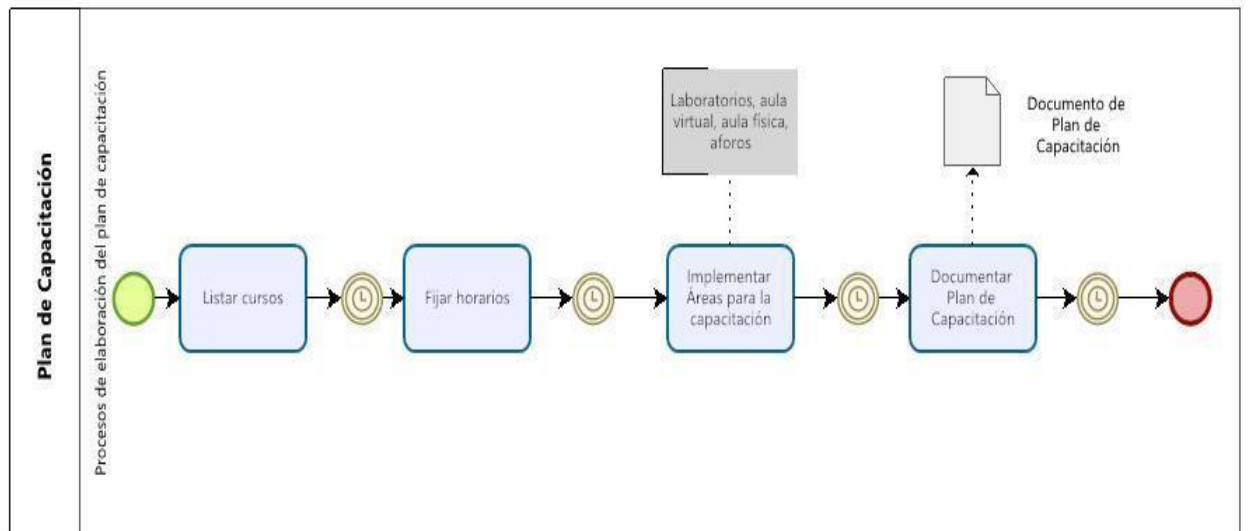 Plan de Capacitación
Procesos de elaboración del plan de capacitación
Laboratorios, aula
virtual, aula física,
aforos
Documento de
Plan de
Capacitación
Listar cursos
Fijar horarios
Implementar
Áreas para la
capacitación
Documentar
Plan de
Capacitación